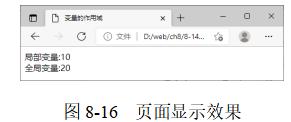 变量的作用域
文件
D:/web/ch8/8-14...
局部变量:10
全局变量:20
图 8-16 页面显示效果